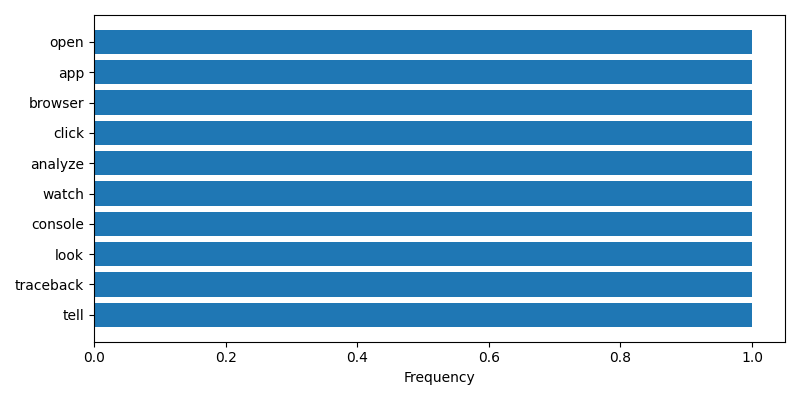 open
app
browser
click
analyze
watch
console
look
traceback
tell
0.0 0.2 0.4 0.6 0.8 1.0
Frequency